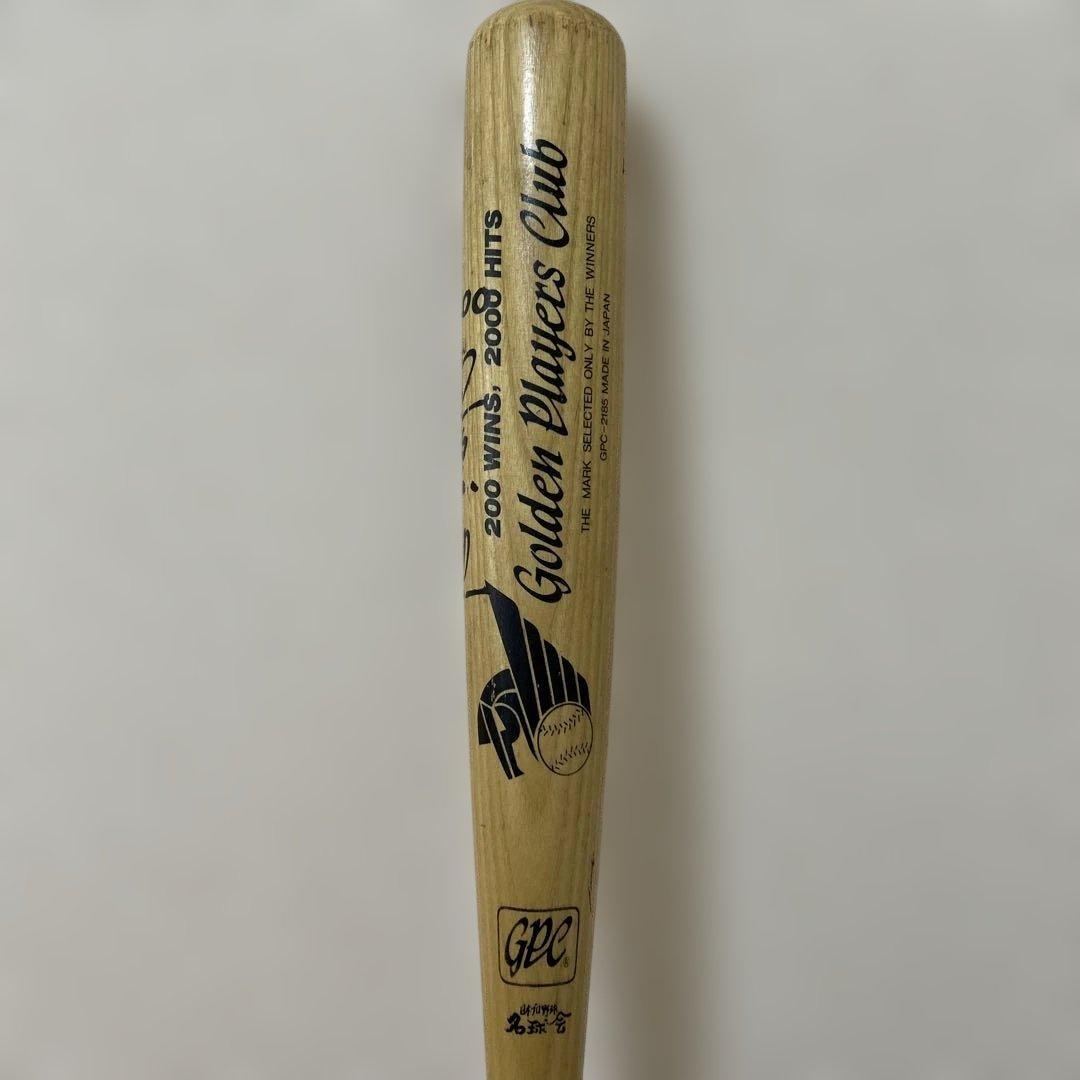 200 WINS, 2000 HITS
Golden Players Club
THE MARK SELECTED ONLY BY THE WINNERS
GPC-2185 MADE IN JAPAN
GPC®
日本プロ野球
名球会